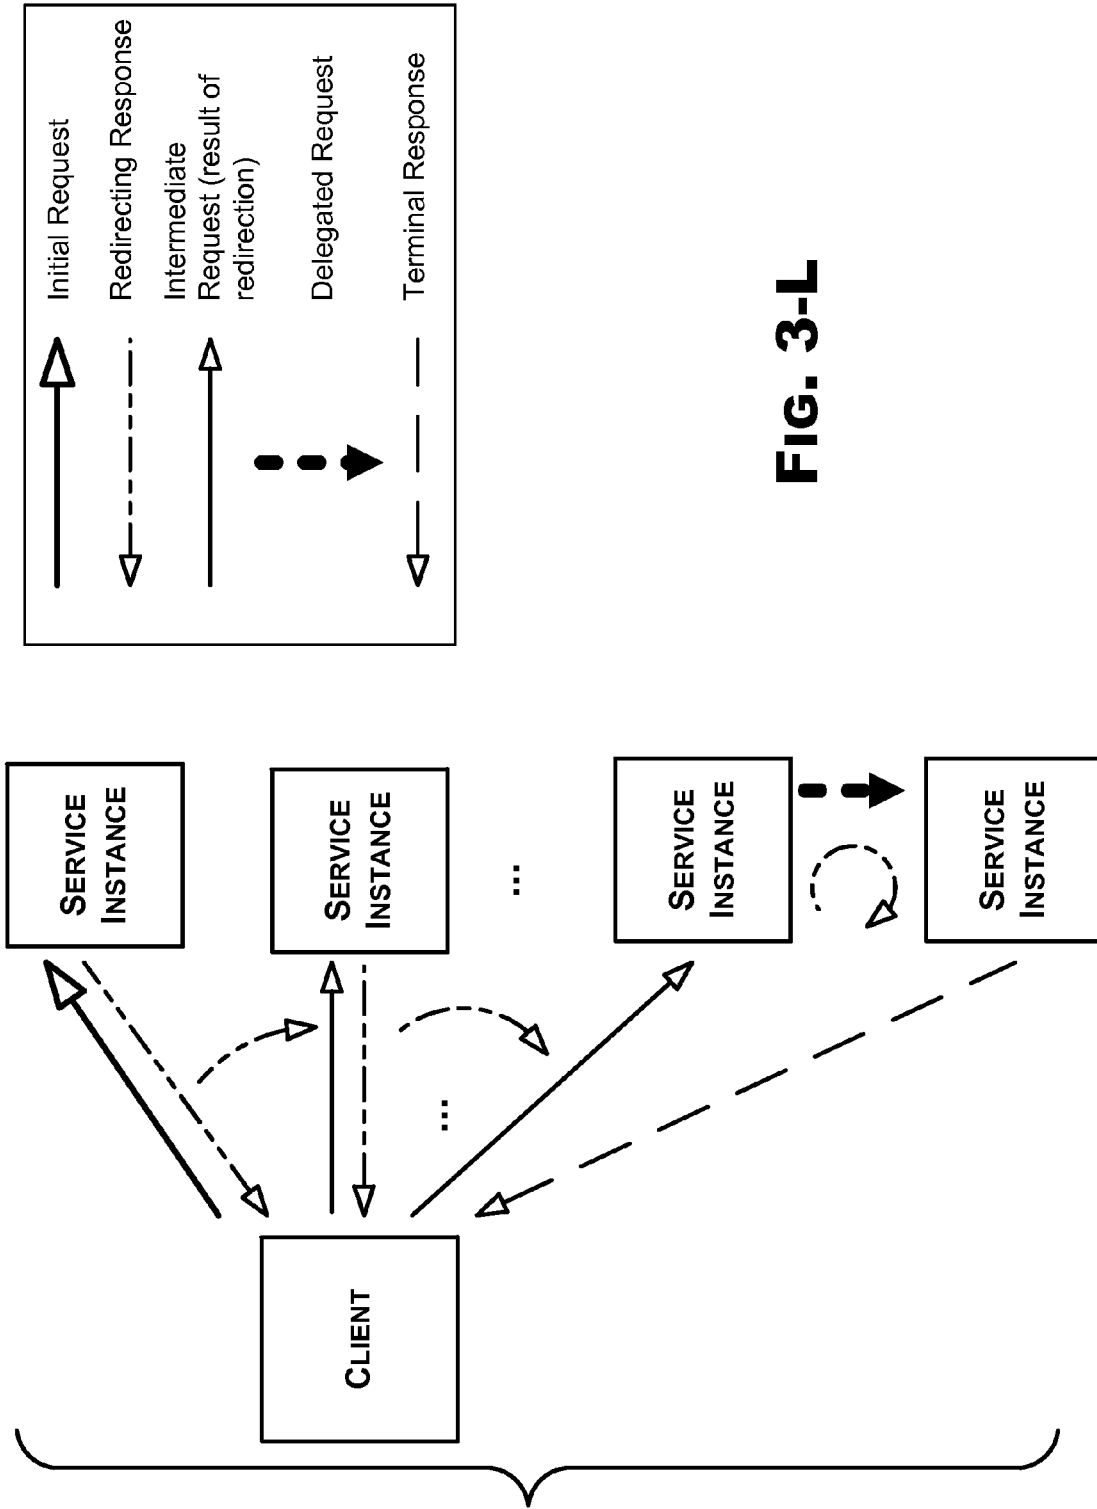 SERVICE
INSTANCE
SERVICE
INSTANCE
...
SERVICE
INSTANCE
SERVICE
INSTANCE
...
CLIENT
Initial Request
Redirecting Response
Intermediate
Request (result of
redirection)
Delegated Request
Terminal Response
FIG. 3-L